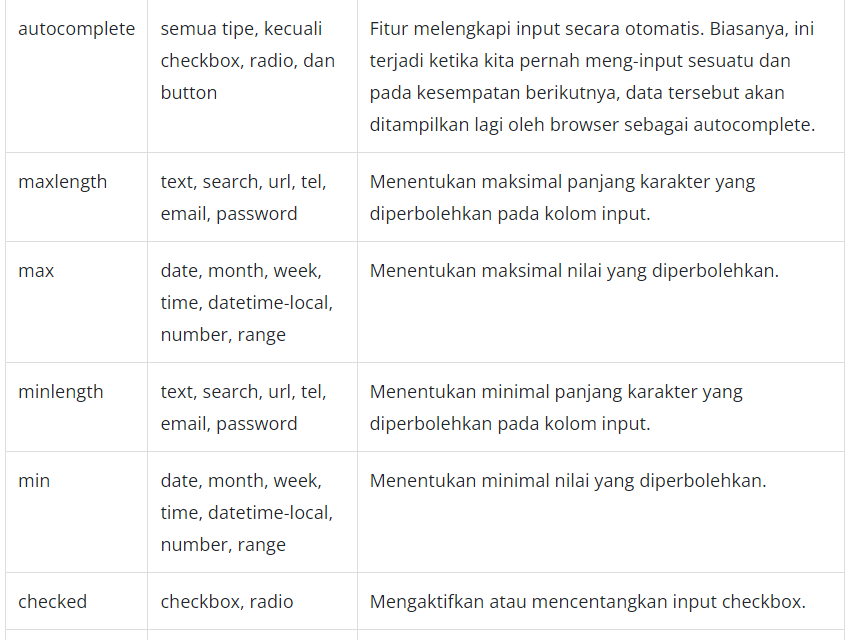 autocomplete
semua tipe, kecuali
checkbox, radio, dan
button
Fitur melengkapi input secara otomatis. Biasanya, ini
terjadi ketika kita pernah meng-input sesuatu dan
pada kesempatan berikutnya, data tersebut akan
ditampilkan lagi oleh browser sebagai autocomplete.
maxlength
text, search, url, tel,
email, password
Menentukan maksimal panjang karakter yang
diperbolehkan pada kolom input.
max
date, month, week,
time, datetime-local,
number, range
Menentukan maksimal nilai yang diperbolehkan.
minlength
text, search, url, tel,
email, password
Menentukan minimal panjang karakter yang
diperbolehkan pada kolom input.
min
date, month, week,
time, datetime-local,
number, range
Menentukan minimal nilai yang diperbolehkan.
checked
checkbox, radio
Mengaktifkan atau mencentangkan input checkbox.